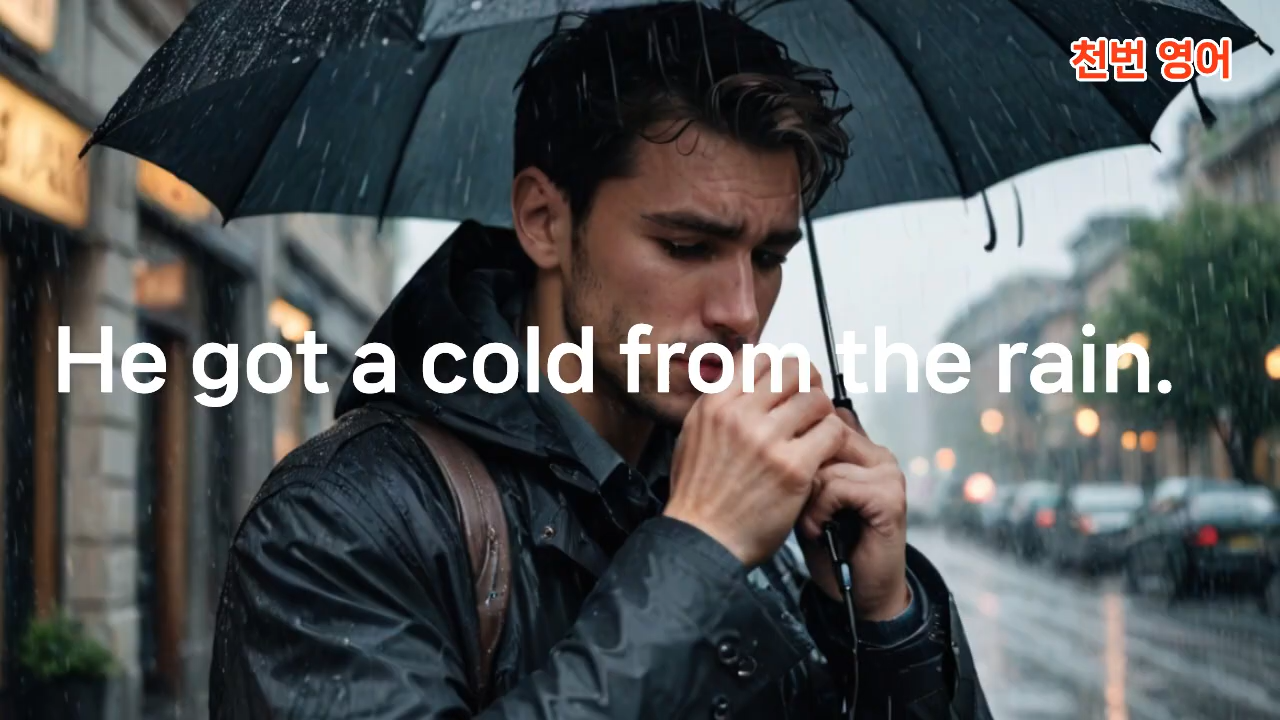 천번 영어
He got a cold from the rain.